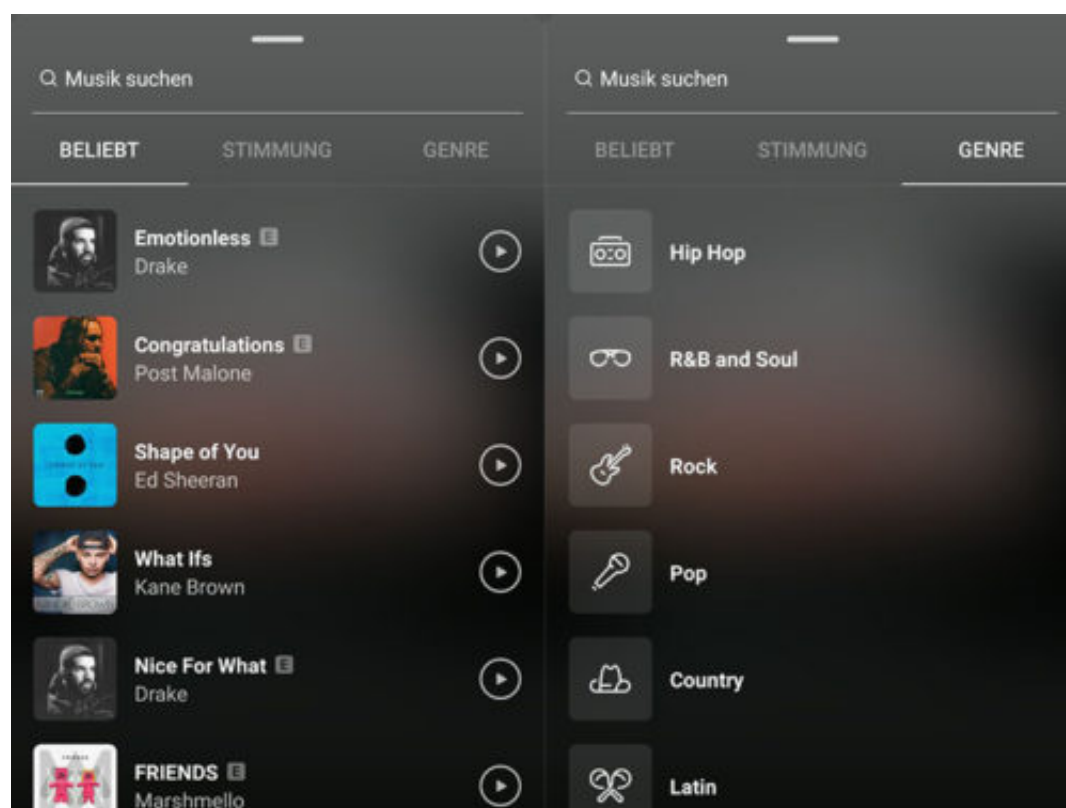 Musik suchen
BELIEBT STIMMUNG GENRE
Emotionless E
Drake
Congratulations E
Post Malone
Shape of You
Ed Sheeran
What Ifs
Kane Brown
Nice For What E
Drake
FRIENDS E
Marshmello
Musik suchen
BELIEBT STIMMUNG GENRE
Hip Hop
R&B and Soul
Rock
Pop
Country
Latin